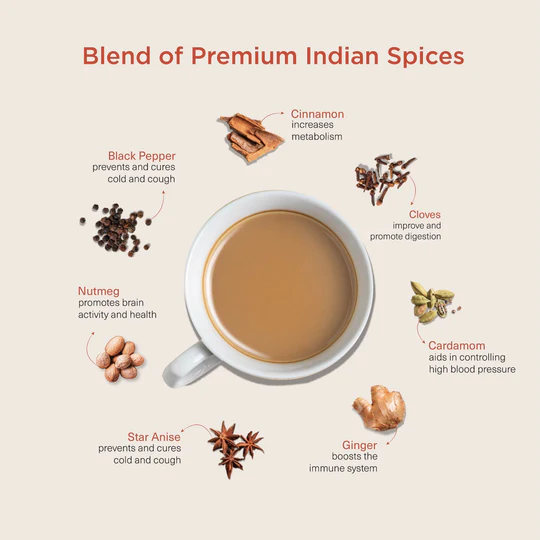 Blend of Premium Indian Spices
Cinnamon
increases
metabolism
Black Pepper
prevents and cures
cold and cough
Cloves
improve and
promote digestion
Nutmeg
promotes brain
activity and health
Cardamom
aids in controlling
high blood pressure
Star Anise
prevents and cures
cold and cough
Ginger
boosts the
immune system